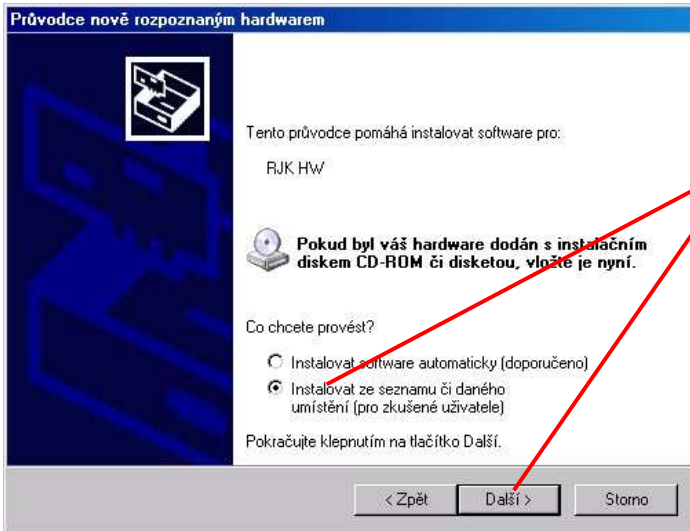 Průvodce nově rozpoznaným hardwarem
Tento průvodce pomáhá instalovat software pro:
RJK HW
Pokud byl váš hardware dodán s instalačním
diskem CD-ROM či disketou, vložte je nyní.
Co chcete provést?
Instalovat software automaticky (doporučeno)
Instalovat ze seznamu či daného
umístění (pro zkušené uživatele)
Pokračujte klepnutím na tlačítko Další.
< Zpět
Další >
Storno